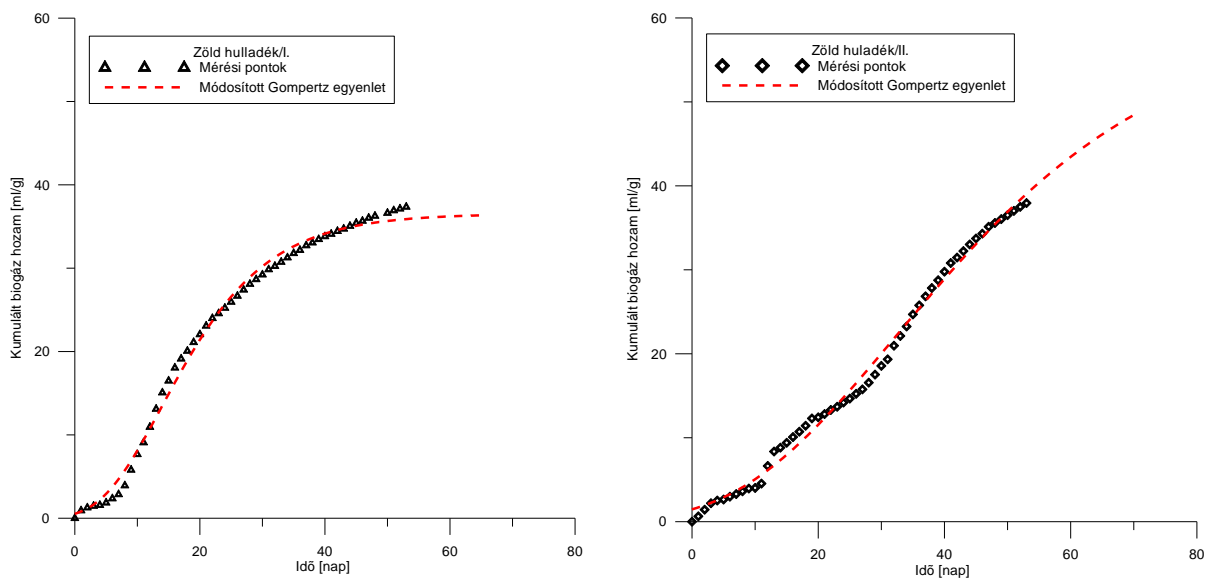 60
40
20
0
Kumulált biogáz hozam [ml/g]
Zöld hulladék/I.
Mérési pontok
Módosított Gompertz egyenlet
0
20
40
60
80
Idő [nap]
60
40
20
0
Kumulált biogáz hozam [ml/g]
Zöld huladék/II.
Mérési pontok
Módosított Gompertz egyenlet
0
20
40
60
80
Idő [nap]